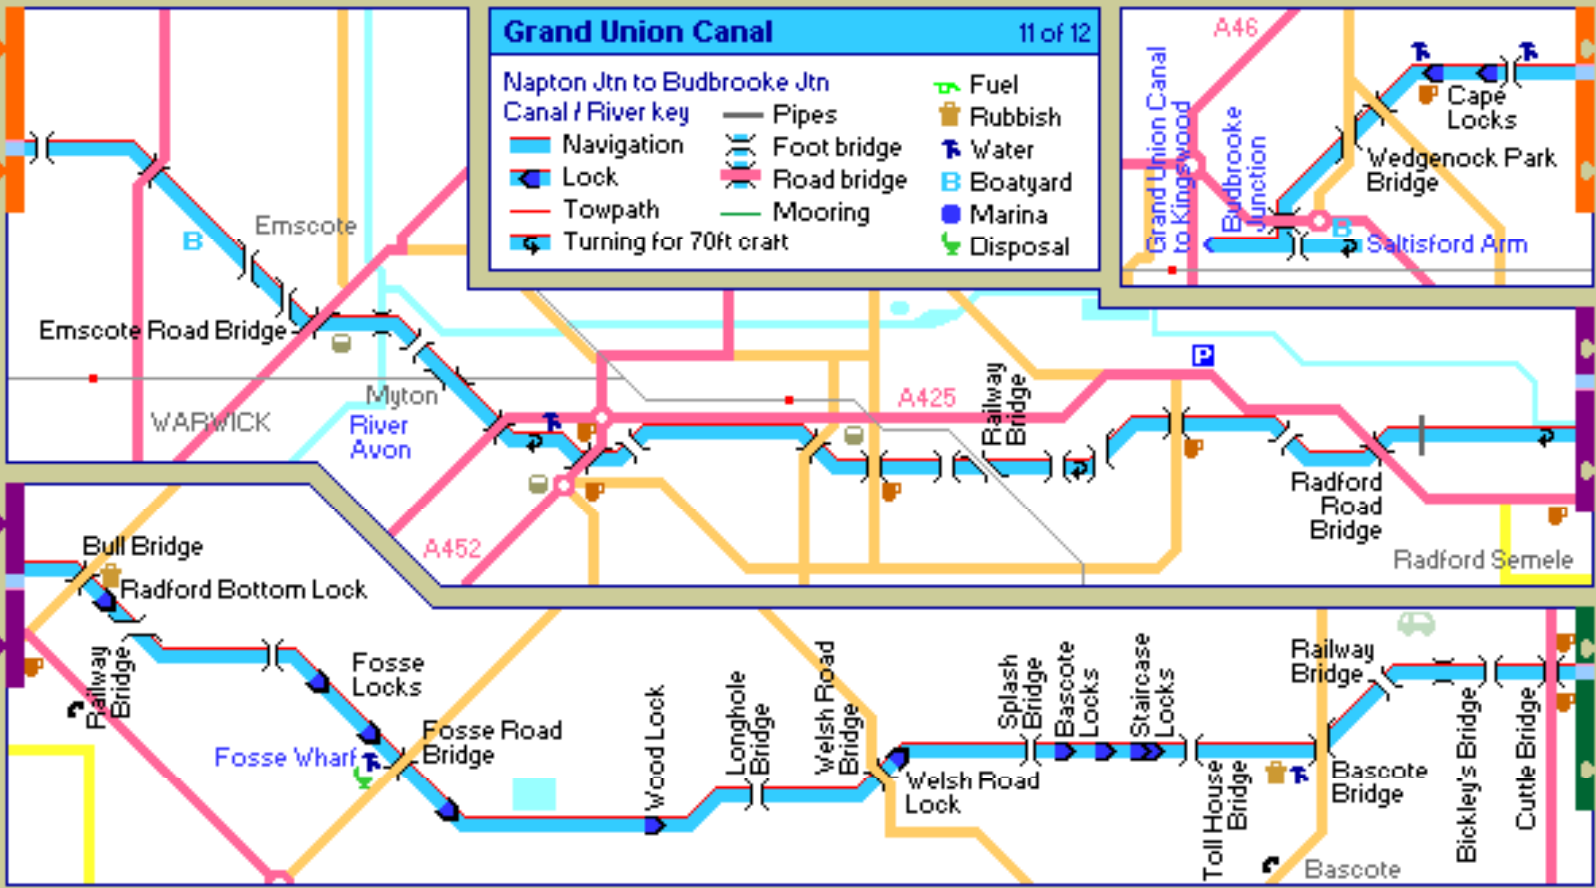 Grand Union Canal
11 of 12
Napton Jtn to Budbrooke Jtn
Canal / River key
Navigation
Lock
Towpath
Turning for 70ft craft
Pipes
Foot bridge
Road bridge
Mooring
Fuel
Rubbish
Water
B
Boatyard
Marina
Disposal
A46
Grand Union Canal
to Kingswood
Budbrooke
Junction
Cape
Locks
Wedgenock Park
Bridge
B
Saltisford Arm
B
Emscote
Emscote Road Bridge
Myton
WARWICK
River
Avon
A425
A452
Railway
Bridge
P
Radford
Road
Bridge
Radford Semele
Bull Bridge
Radford Bottom Lock
Railway
Bridge
Fosse
Locks
Fosse Road
Bridge
Fosse Wharf
Wood Lock
Longhole
Bridge
Welsh Road
Bridge
Welsh Road
Lock
Splash
Bridge
Bascote
Locks
Staircase
Locks
Toll House
Bridge
Railway
Bridge
Bascote
Bridge
Bascote
Bickley's Bridge
Cuttle Bridge